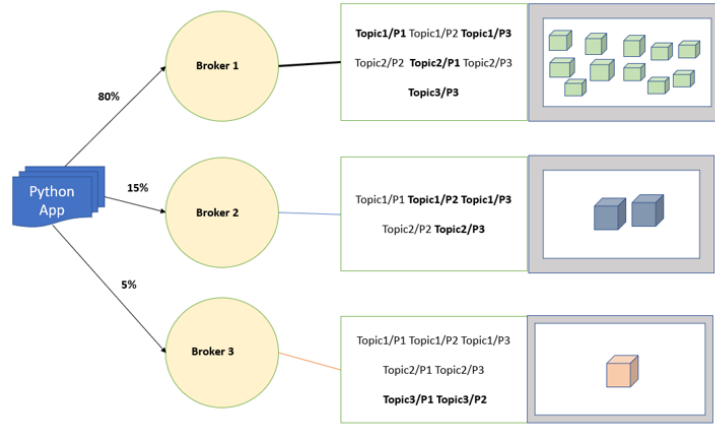 Topic1/P1 Topic1/P2 Topic1/P3
Broker 1
Topic2/P2 Topic2/P1 Topic2/P3
80%
Topic3/P3
Python
App
15%
Broker 2
Topic1/P1 Topic1/P2 Topic1/P3
Topic2/P2 Topic2/P3
5%
Broker 3
Topic1/P1 Topic1/P2 Topic1/P3
Topic2/P1 Topic2/P3
Topic3/P1 Topic3/P2